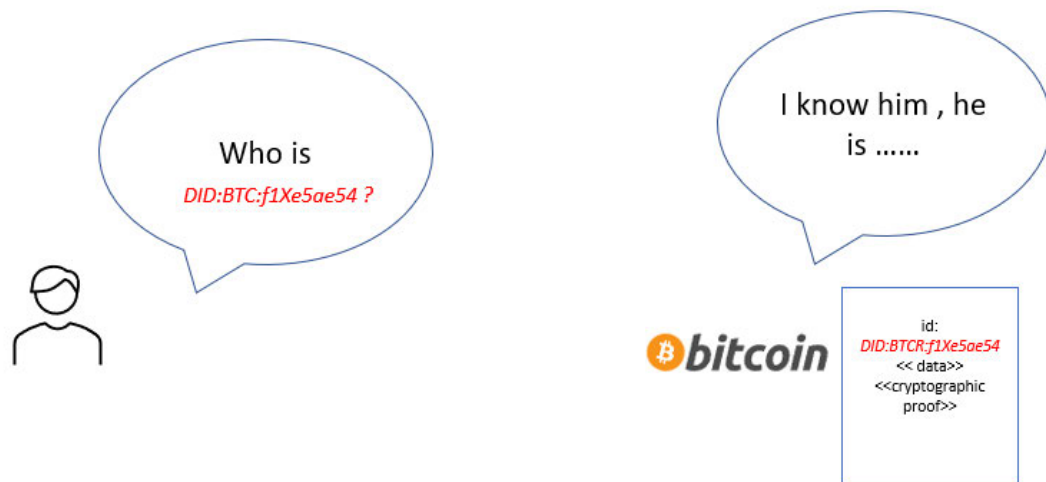 Who is
DID:BTC:f1Xe5ae54 ?
I know him , he
is ......
bitcoin
id:
DID:BTCR:f1Xe5ae54
<< data>>
<<cryptographic
proof>>